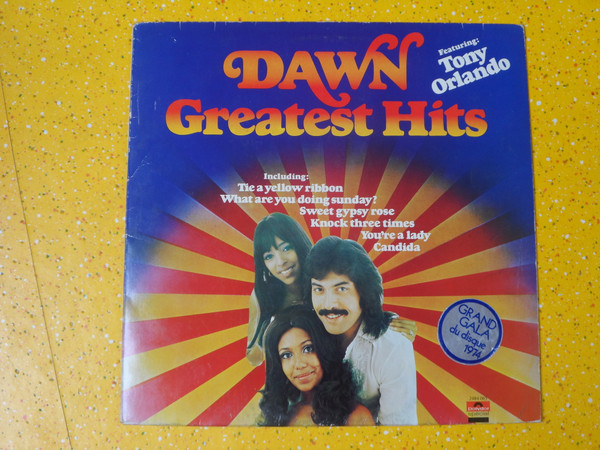 DAWN
Featuring:
Tony
Orlando
Greatest Hits
Including:
Tie a yellow ribbon
What are you doing sunday?
Sweet gypsy rose
Knock three times
You're a lady
Candida
GRAND
GALA
du disque
1974